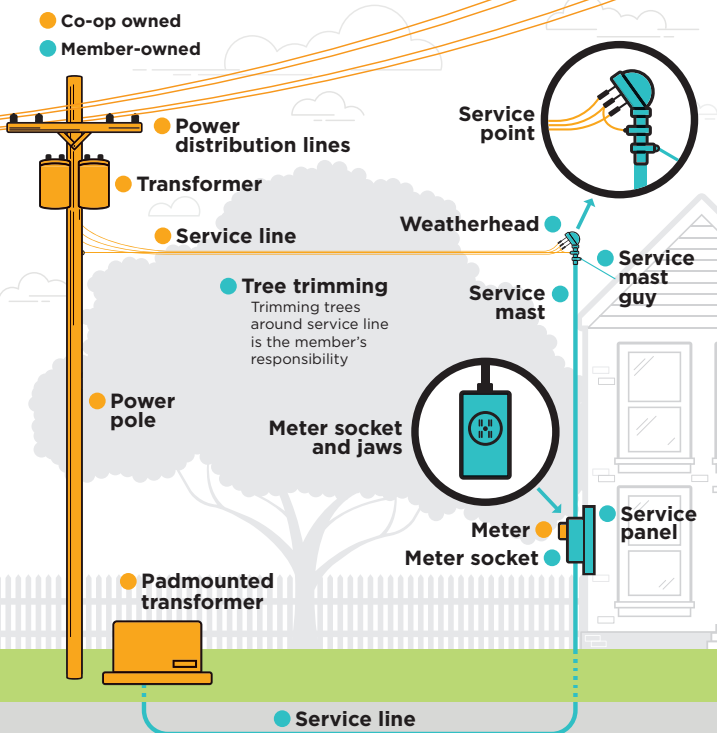 Co-op owned
Member-owned
Power
distribution lines
Service
point
Transformer
Weatherhead
Service line
Service
mast
guy
Tree trimming
Trimming trees
around service line
is the member's
responsibility
Service
mast
Power
pole
Meter socket
and jaws
Service
panel
Meter
Meter socket
Padmounted
transformer
Service line